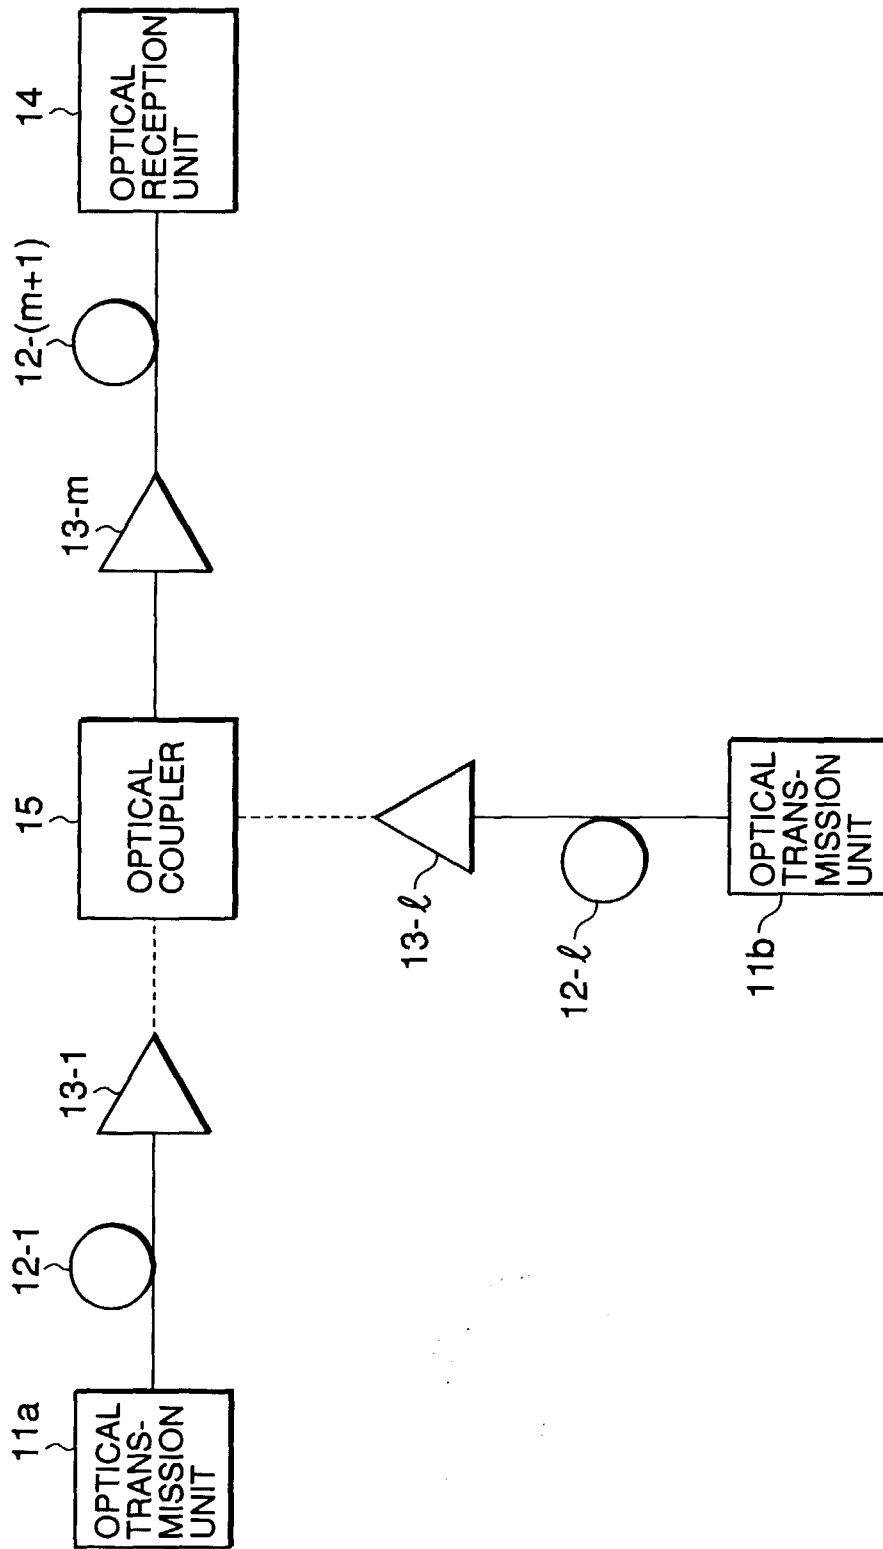 11a
OPTICAL
TRANS-
MISSION
UNIT
12-1
13-1
15
OPTICAL
COUPLER
13-m
12-(m+1)
14
OPTICAL
RECEPTION
UNIT
13-ℓ
12-ℓ
11b
OPTICAL
TRANS-
MISSION
UNIT